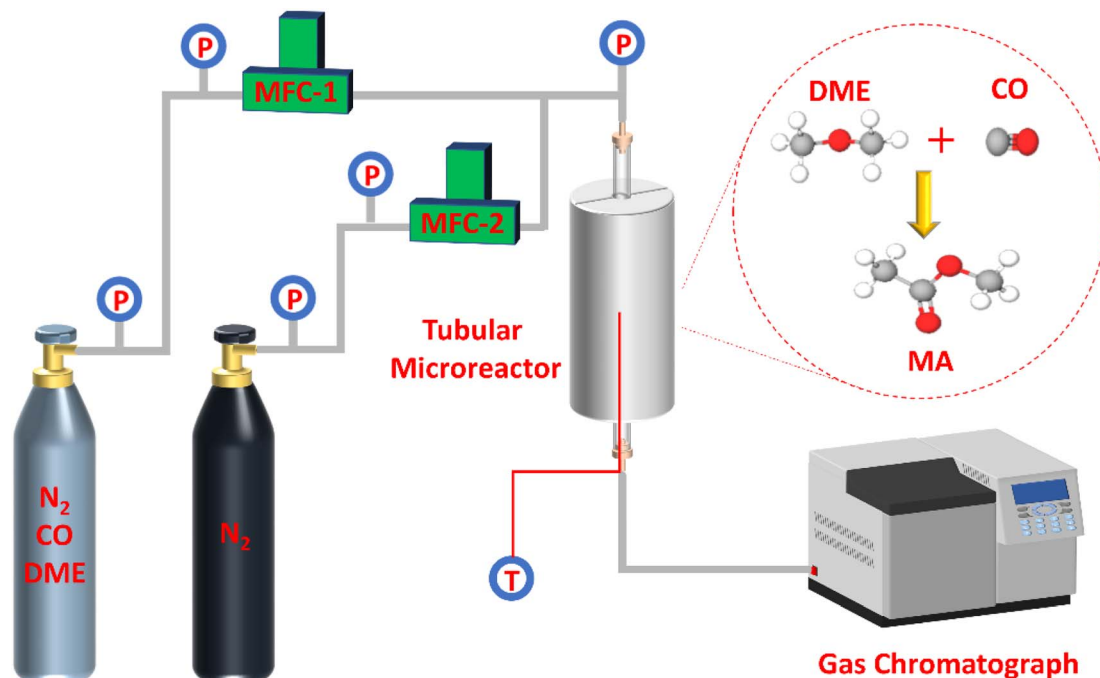 P
MFC-1
P
DME
CO
+
P
MFC-2
P
P
Tubular
Microreactor
MA
N₂
CO
DME
N₂
T
Gas Chromatograph